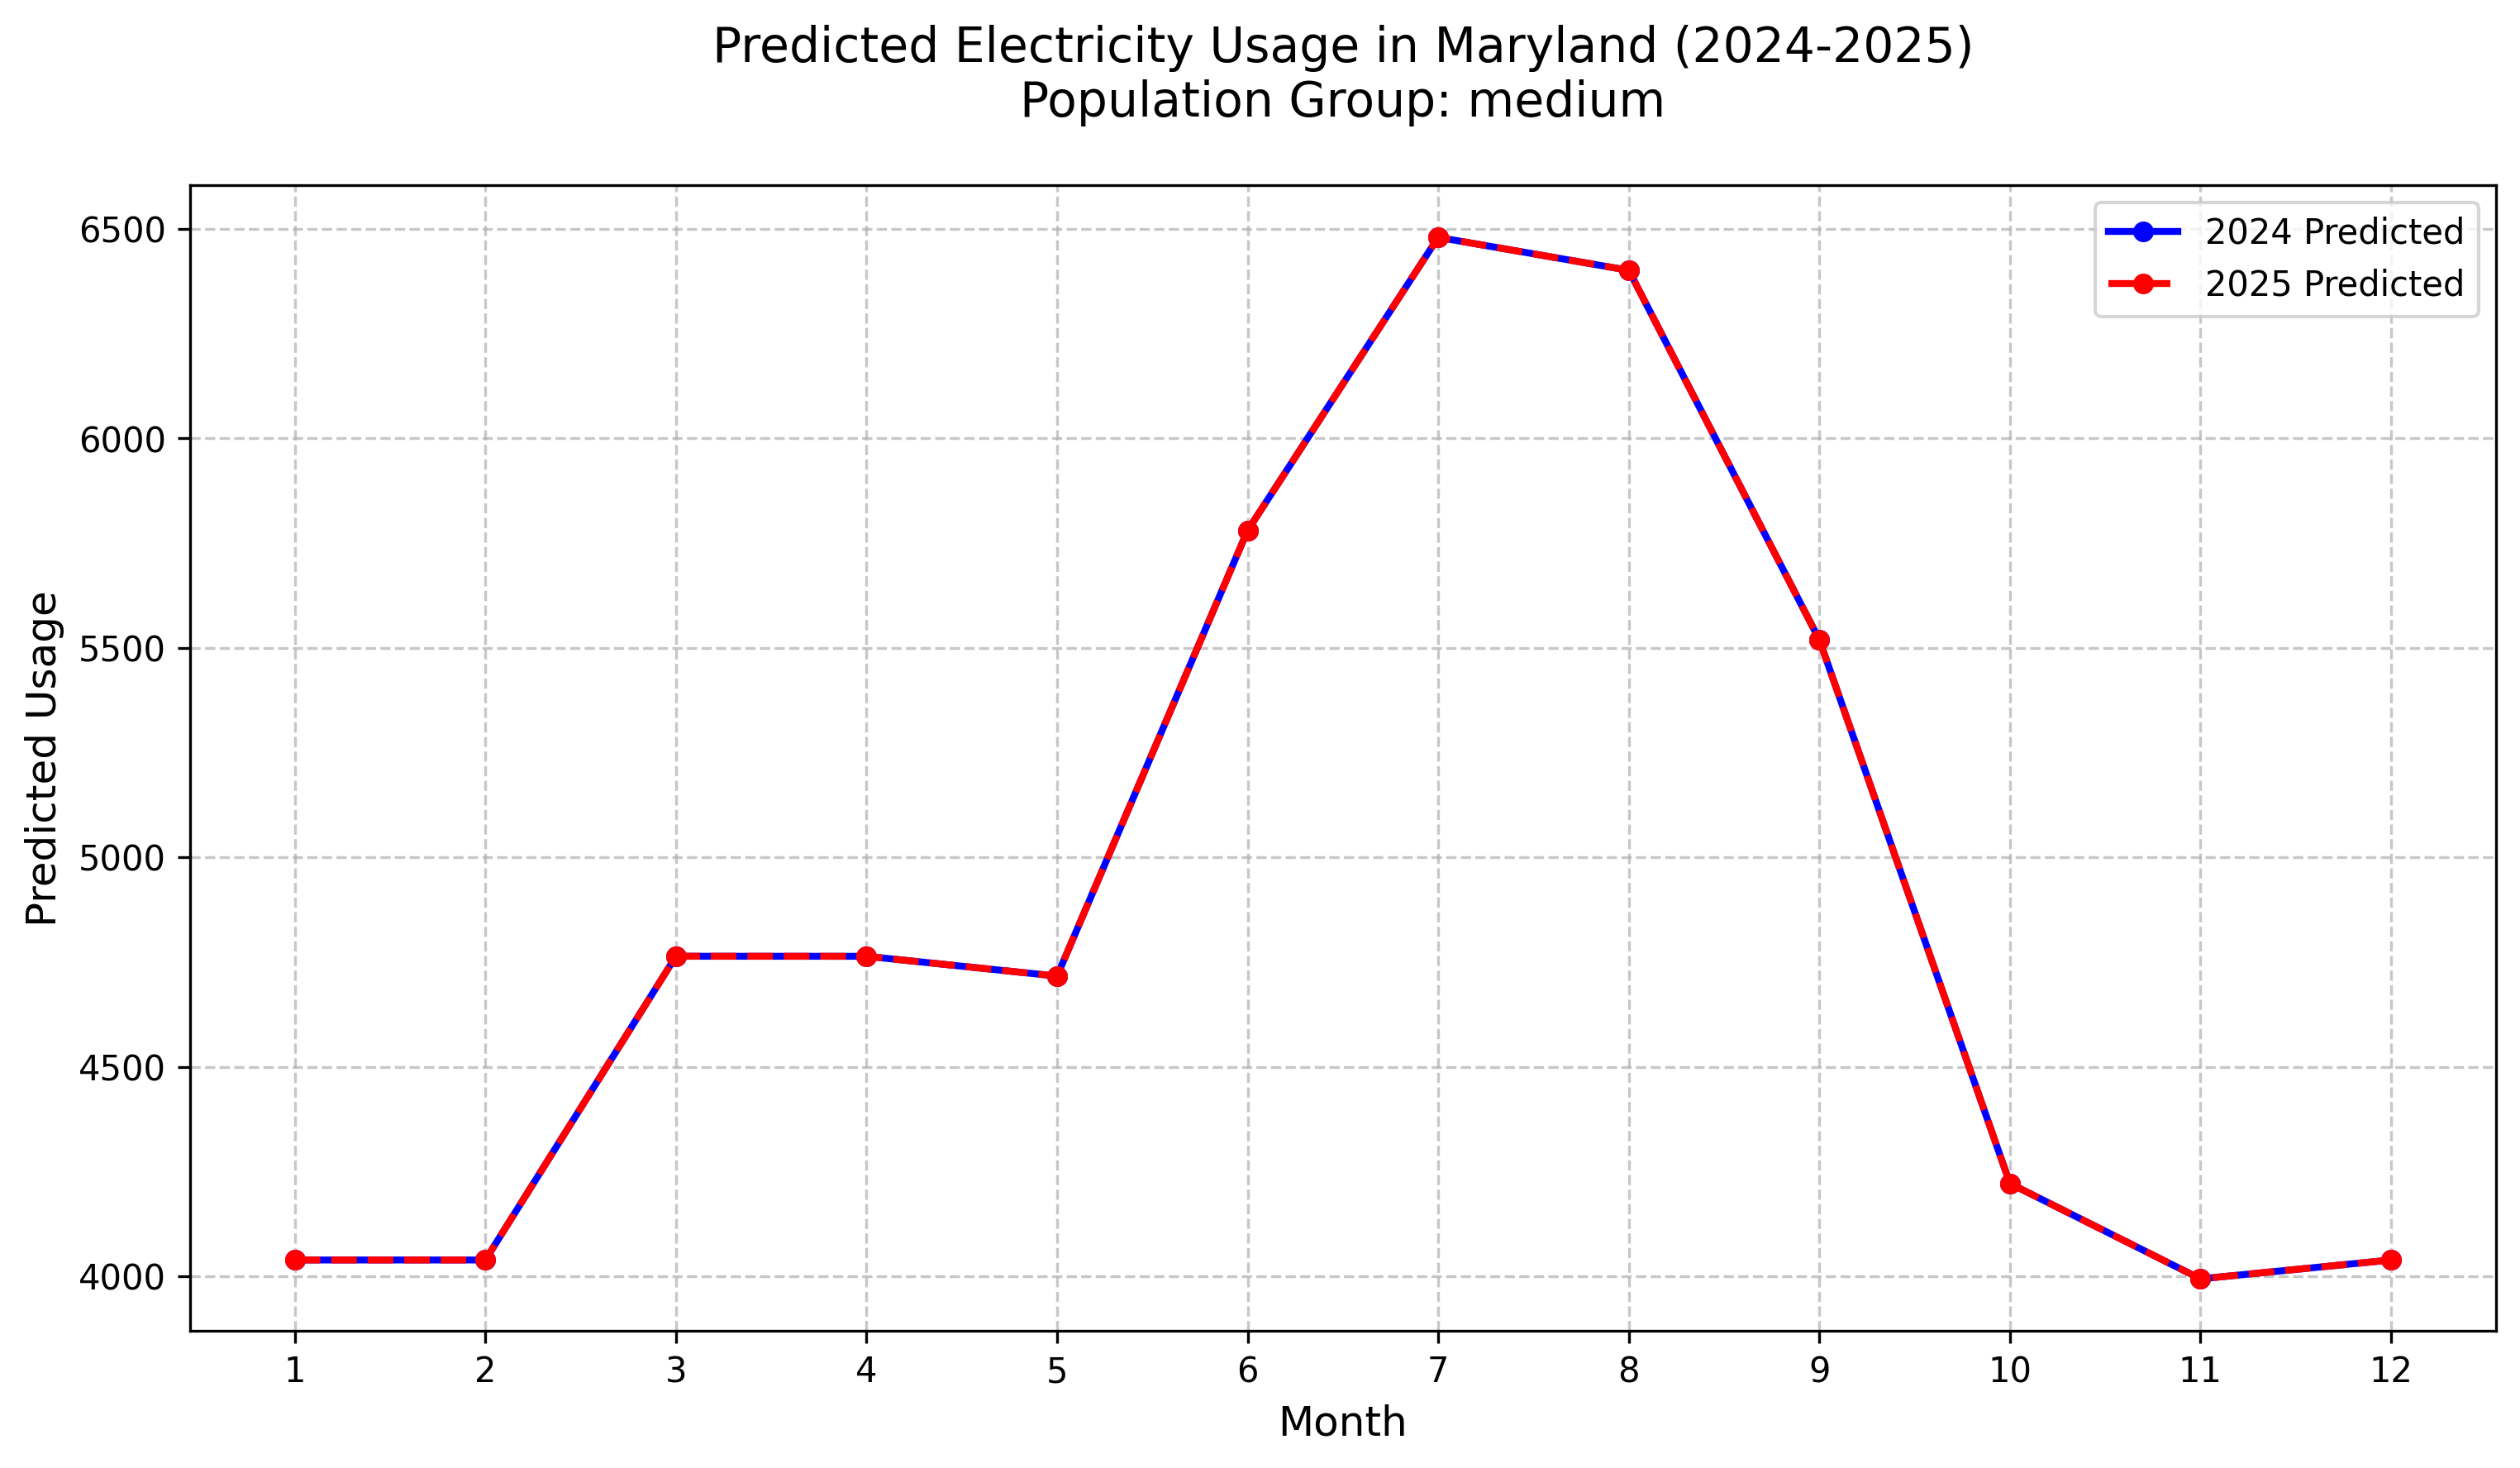 Predicted Electricity Usage in Maryland (2024-2025)
Population Group: medium
2024 Predicted
2025 Predicted
Predicted Usage
6500
6000
5500
5000
4500
4000
1 2 3 4 5 6 7 8 9 10 11 12
Month